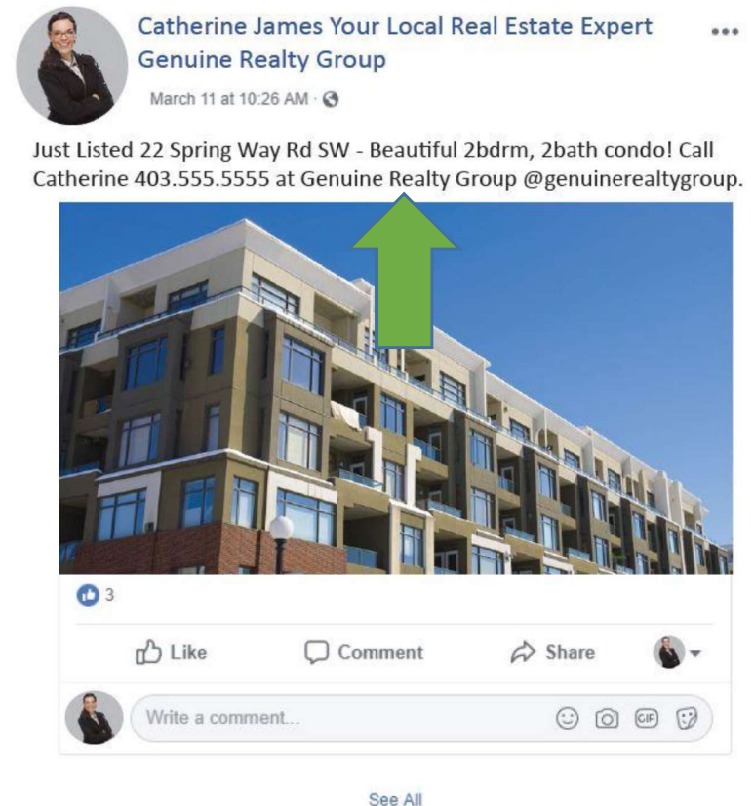 Catherine James Your Local Real Estate Expert
Genuine Realty Group
March 11 at 10:26 AM ·
Just Listed 22 Spring Way Rd SW - Beautiful 2bdrm, 2bath condo! Call
Catherine 403.555.5555 at Genuine Realty Group @genuinerealtygroup.
3
Like Comment Share
Write a comment... GIF
See All